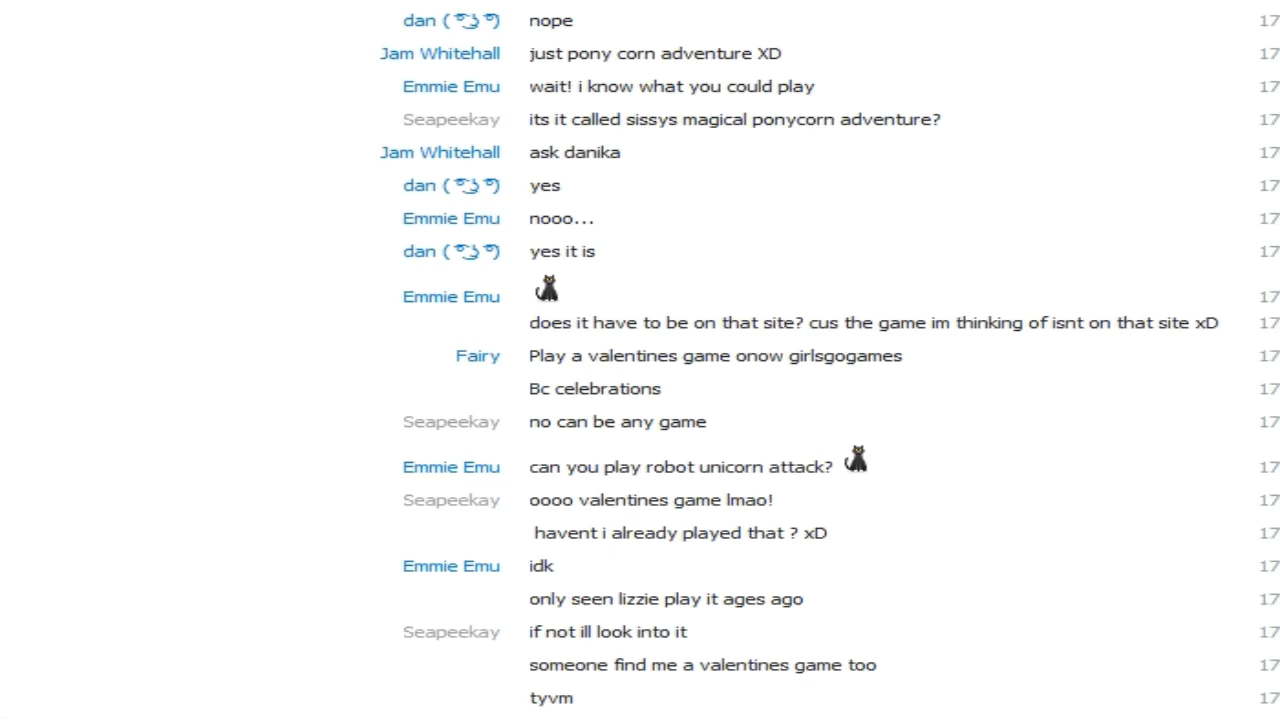 dan ( ͡° ͜ʖ ͡°) nope 17
Jam Whitehall just pony corn adventure XD 17
Emmie Emu wait! i know what you could play 17
Seapeekay its it called sissys magical ponycorn adventure? 17
Jam Whitehall ask danika 17
dan ( ͡° ͜ʖ ͡°) yes 17
Emmie Emu nooo... 17
dan ( ͡° ͜ʖ ͡°) yes it is 17
Emmie Emu 17
does it have to be on that site? cus the game im thinking of isnt on that site xD 17
Fairy Play a valentines game onow girlsgogames 17
Bc celebrations 17
Seapeekay no can be any game 17
Emmie Emu can you play robot unicorn attack? 17
Seapeekay oooo valentines game lmao! 17
havent i already played that ? xD 17
Emmie Emu idk 17
only seen lizzie play it ages ago 17
Seapeekay if not ill look into it 17
someone find me a valentines game too 17
tyvm 17